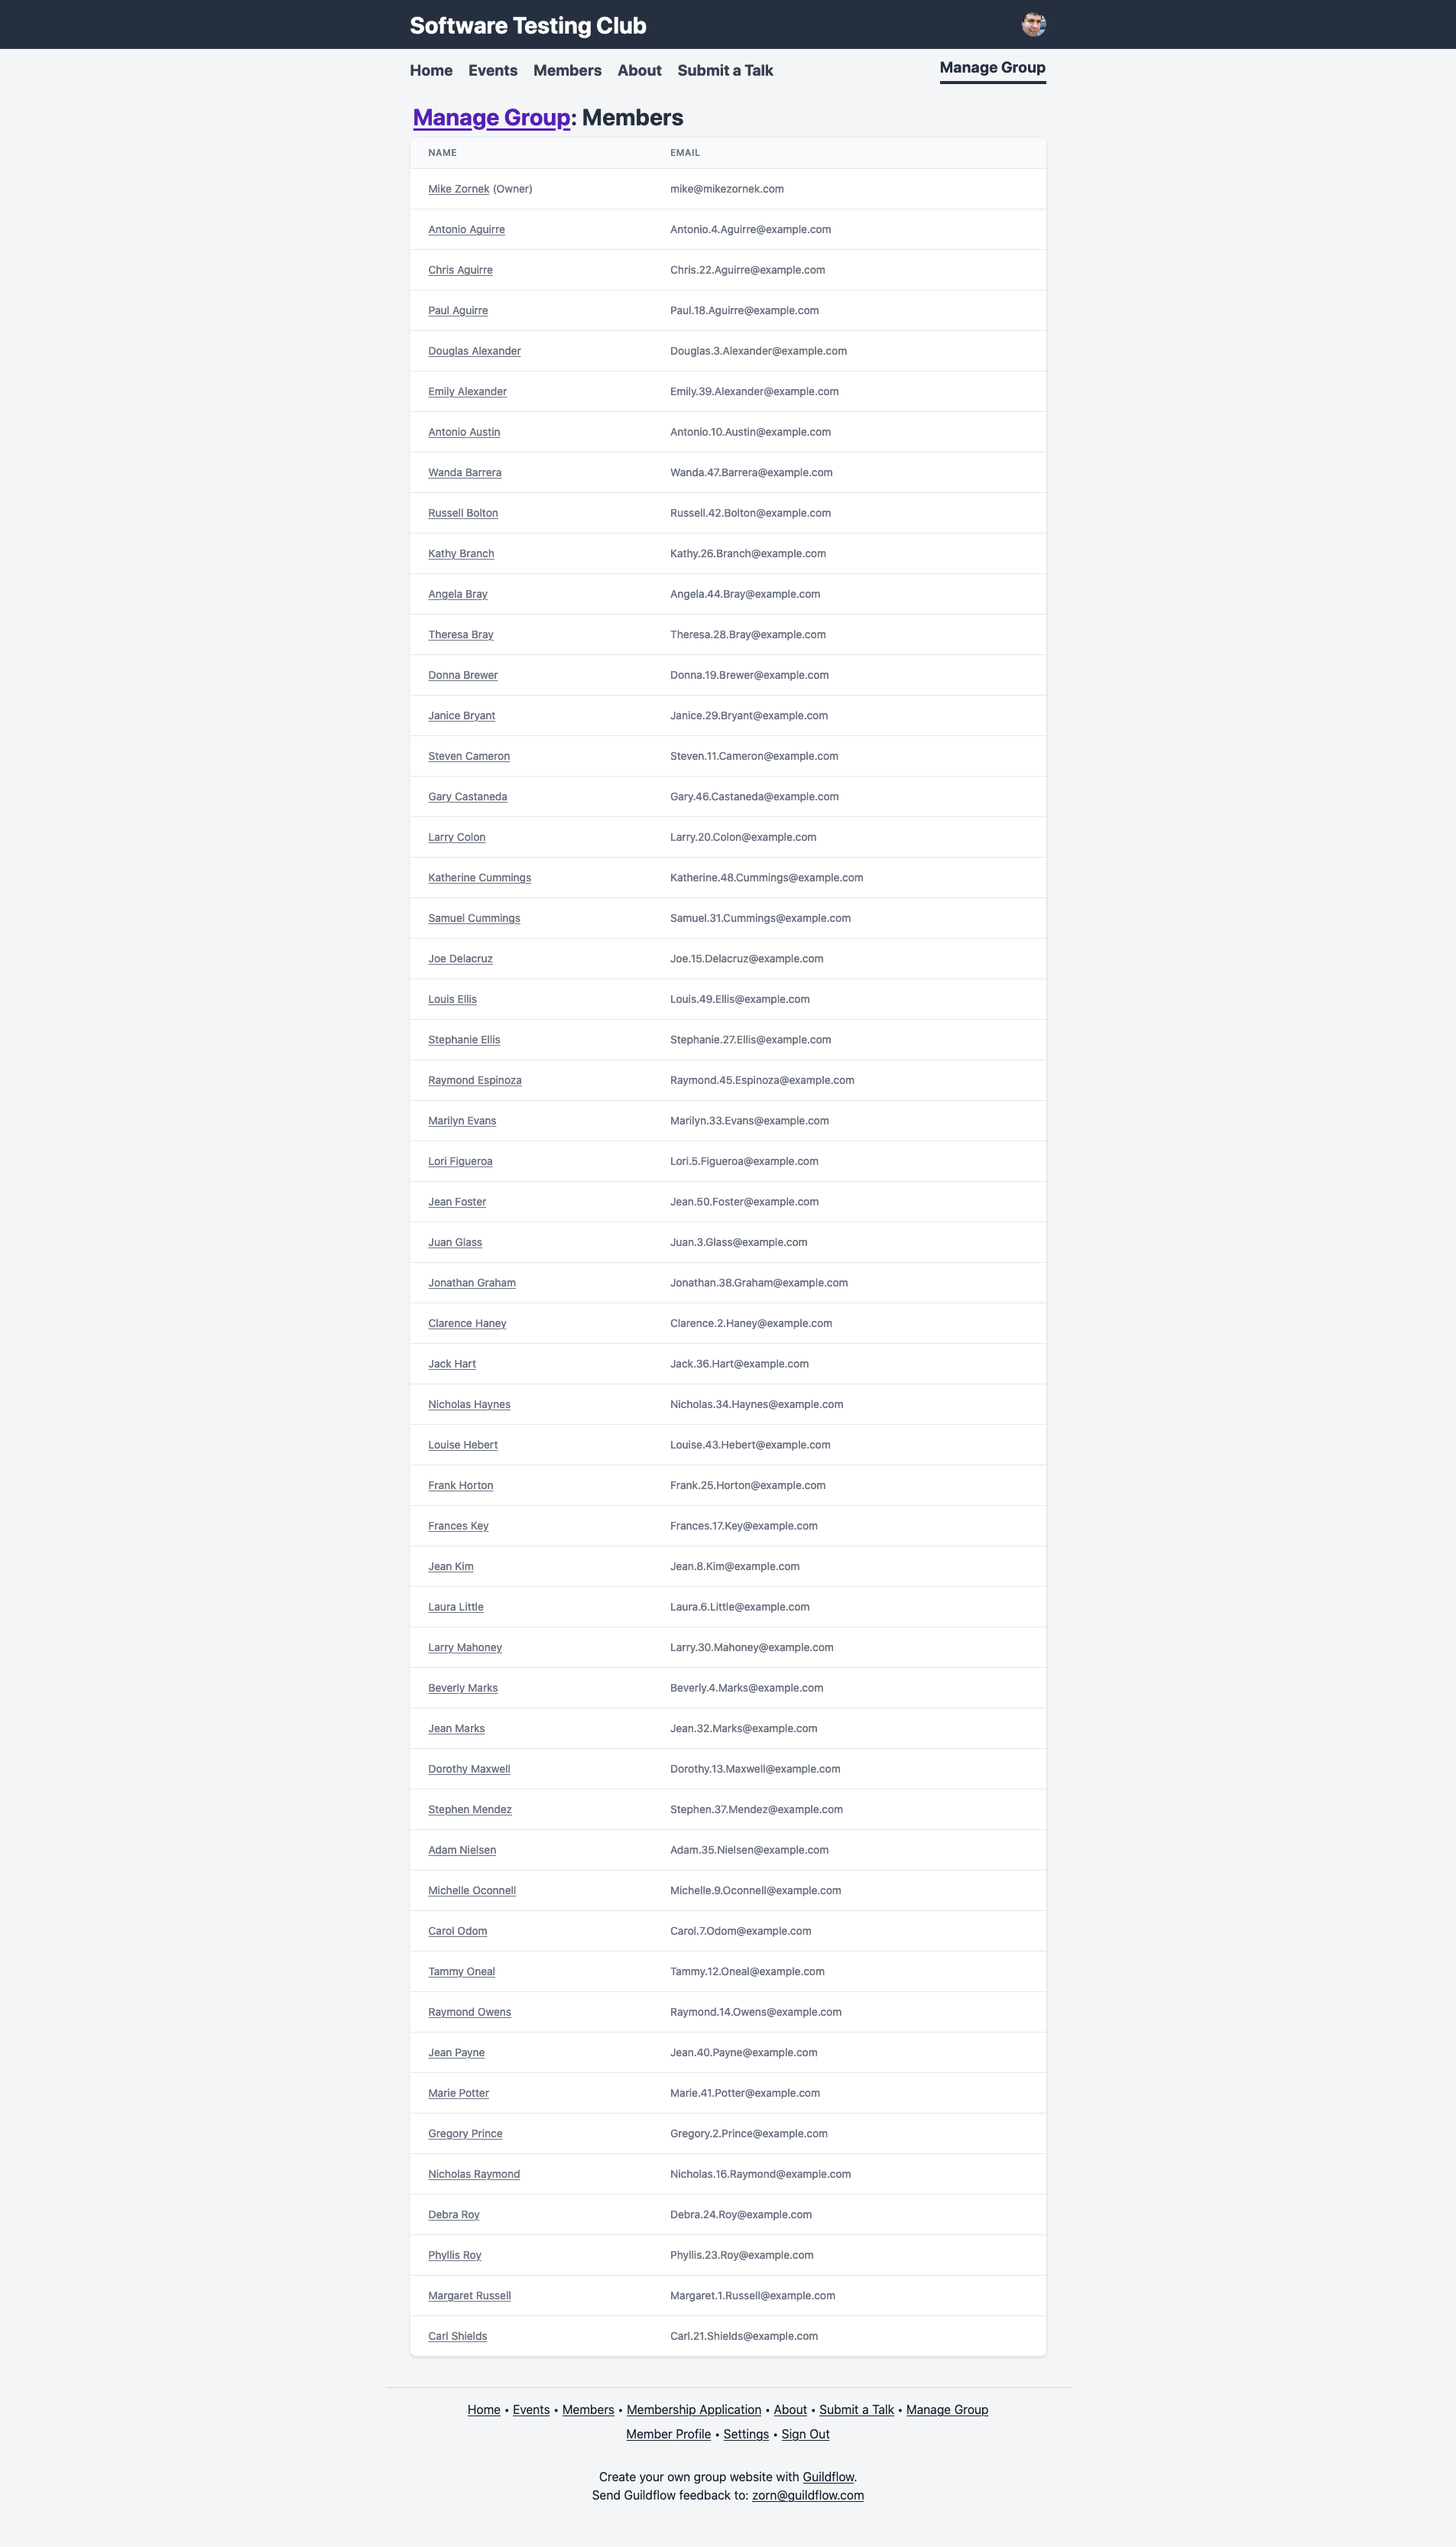 Software Testing Club
Home Events Members About Submit a Talk Manage Group
Manage Group: Members
NAME EMAIL
Mike Zornek (Owner) mike@mikezornek.com
Antonio Aguirre Antonio.4.Aguirre@example.com
Chris Aguirre Chris.22.Aguirre@example.com
Paul Aguirre Paul.18.Aguirre@example.com
Douglas Alexander Douglas.3.Alexander@example.com
Emily Alexander Emily.39.Alexander@example.com
Antonio Austin Antonio.10.Austin@example.com
Wanda Barrera Wanda.47.Barrera@example.com
Russell Bolton Russell.42.Bolton@example.com
Kathy Branch Kathy.26.Branch@example.com
Angela Bray Angela.44.Bray@example.com
Theresa Bray Theresa.28.Bray@example.com
Donna Brewer Donna.19.Brewer@example.com
Janice Bryant Janice.29.Bryant@example.com
Steven Cameron Steven.11.Cameron@example.com
Gary Castaneda Gary.46.Castaneda@example.com
Larry Colon Larry.20.Colon@example.com
Katherine Cummings Katherine.48.Cummings@example.com
Samuel Cummings Samuel.31.Cummings@example.com
Joe Delacruz Joe.15.Delacruz@example.com
Louis Ellis Louis.49.Ellis@example.com
Stephanie Ellis Stephanie.27.Ellis@example.com
Raymond Espinoza Raymond.45.Espinoza@example.com
Marilyn Evans Marilyn.33.Evans@example.com
Lori Figueroa Lori.5.Figueroa@example.com
Jean Foster Jean.50.Foster@example.com
Juan Glass Juan.3.Glass@example.com
Jonathan Graham Jonathan.38.Graham@example.com
Clarence Haney Clarence.2.Haney@example.com
Jack Hart Jack.36.Hart@example.com
Nicholas Haynes Nicholas.34.Haynes@example.com
Louise Hebert Louise.43.Hebert@example.com
Frank Horton Frank.25.Horton@example.com
Frances Key Frances.17.Key@example.com
Jean Kim Jean.8.Kim@example.com
Laura Little Laura.6.Little@example.com
Larry Mahoney Larry.30.Mahoney@example.com
Beverly Marks Beverly.4.Marks@example.com
Jean Marks Jean.32.Marks@example.com
Dorothy Maxwell Dorothy.13.Maxwell@example.com
Stephen Mendez Stephen.37.Mendez@example.com
Adam Nielsen Adam.35.Nielsen@example.com
Michelle Oconnell Michelle.9.Oconnell@example.com
Carol Odom Carol.7.Odom@example.com
Tammy Oneal Tammy.12.Oneal@example.com
Raymond Owens Raymond.14.Owens@example.com
Jean Payne Jean.40.Payne@example.com
Marie Potter Marie.41.Potter@example.com
Gregory Prince Gregory.2.Prince@example.com
Nicholas Raymond Nicholas.16.Raymond@example.com
Debra Roy Debra.24.Roy@example.com
Phyllis Roy Phyllis.23.Roy@example.com
Margaret Russell Margaret.1.Russell@example.com
Carl Shields Carl.21.Shields@example.com
Home • Events • Members • Membership Application • About • Submit a Talk • Manage Group
Member Profile • Settings • Sign Out
Create your own group website with Guildflow.
Send Guildflow feedback to: zorn@guildflow.com